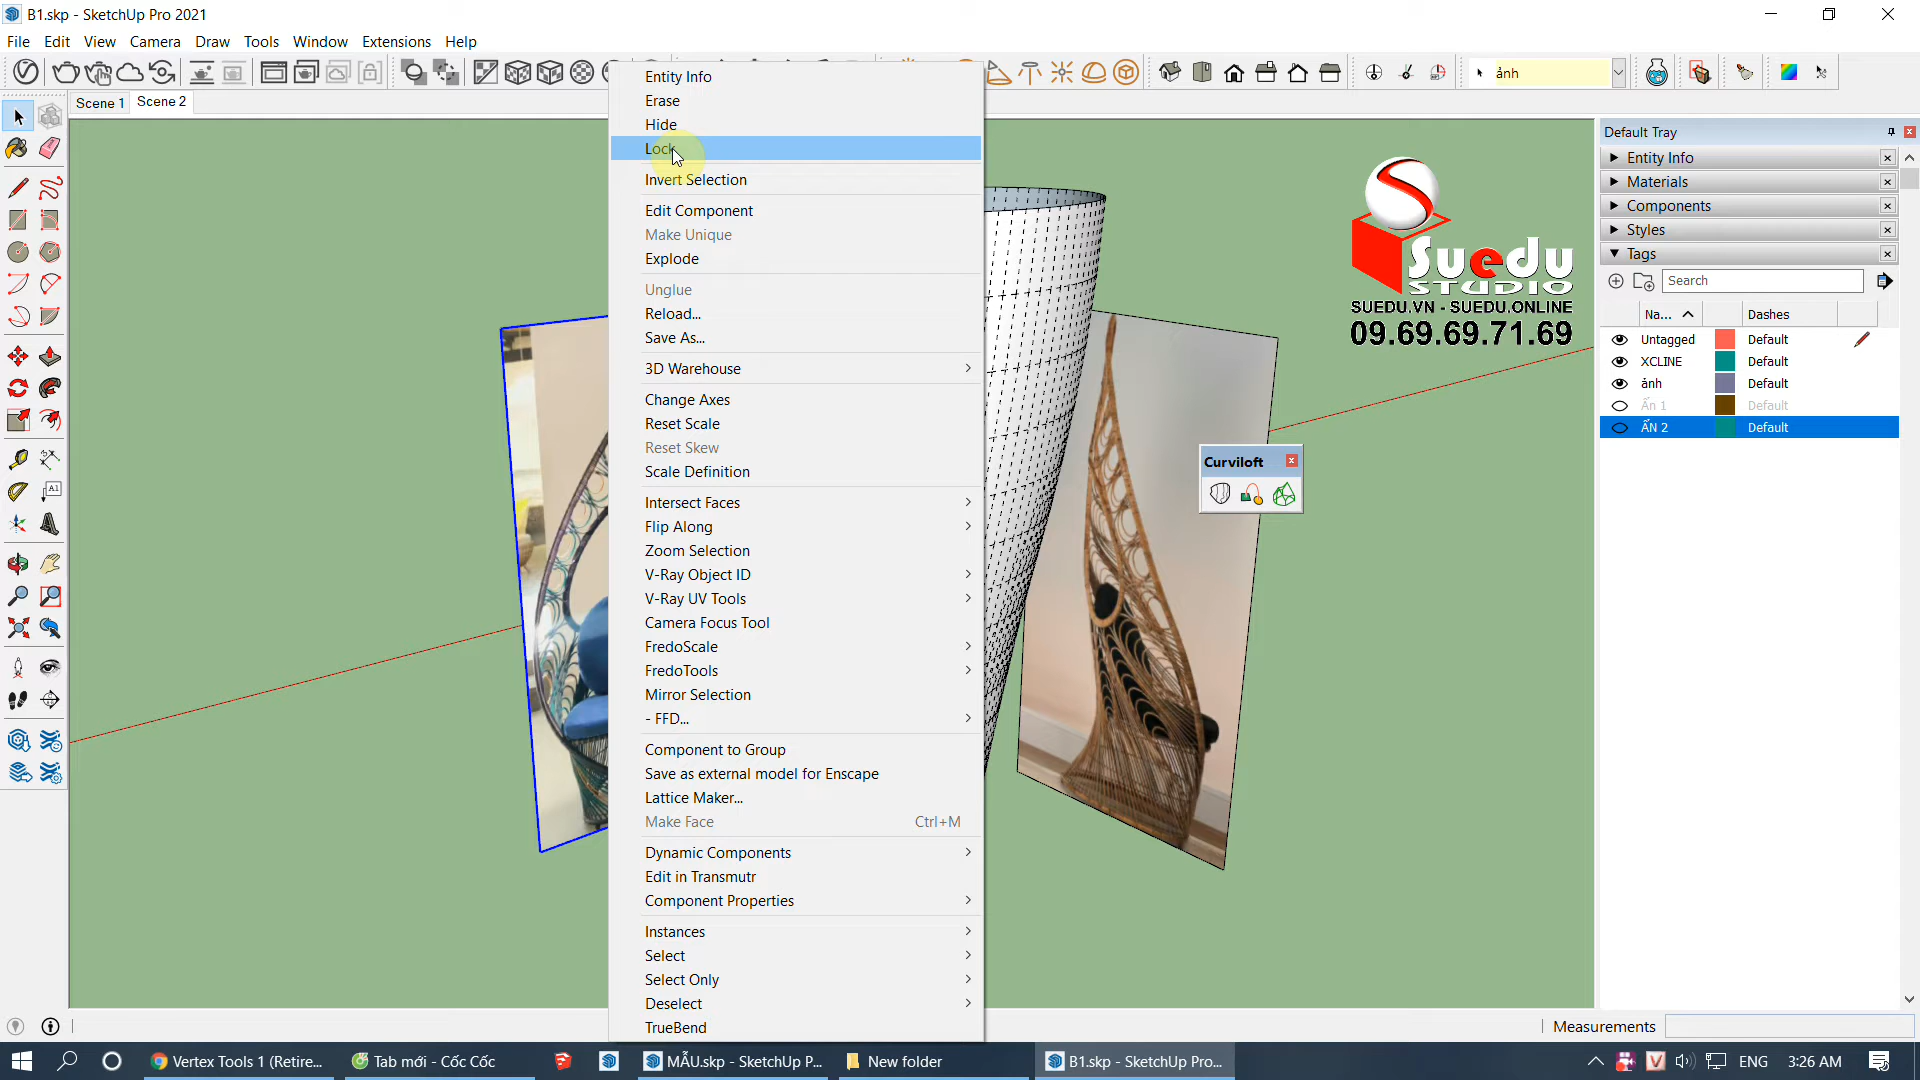 B1.skp - SketchUp Pro 2021
File Edit View Camera Draw Tools Window Extensions Help
ảnh
Scene 1 Scene 2
Entity Info
Erase
Hide
Lock
Invert Selection
Edit Component
Make Unique
Explode
Unglue
Reload...
Save As...
3D Warehouse
Change Axes
Reset Scale
Reset Skew
Scale Definition
Intersect Faces
Flip Along
Zoom Selection
V-Ray Object ID
V-Ray UV Tools
Camera Focus Tool
FredoScale
FredoTools
Mirror Selection
- FFD...
Component to Group
Save as external model for Enscape
Lattice Maker...
Make Face Ctrl+M
Dynamic Components
Edit in Transmutr
Component Properties
Instances
Select
Select Only
Deselect
TrueBend
Suedu
STUDIO
SUEDU.VN - SUEDU.ONLINE
09.69.69.71.69
Curviloft
Default Tray
Entity Info
Materials
Components
Styles
Tags
Search
Na... Dashes
Untagged Default
XCLINE Default
ảnh Default
Ẩn 1 Default
ẨN 2 Default
Measurements
Vertex Tools 1 (Retire... Tab mới - Cốc Cốc MẪU.skp - SketchUp P... New folder B1.skp - SketchUp Pro... ENG 3:26 AM